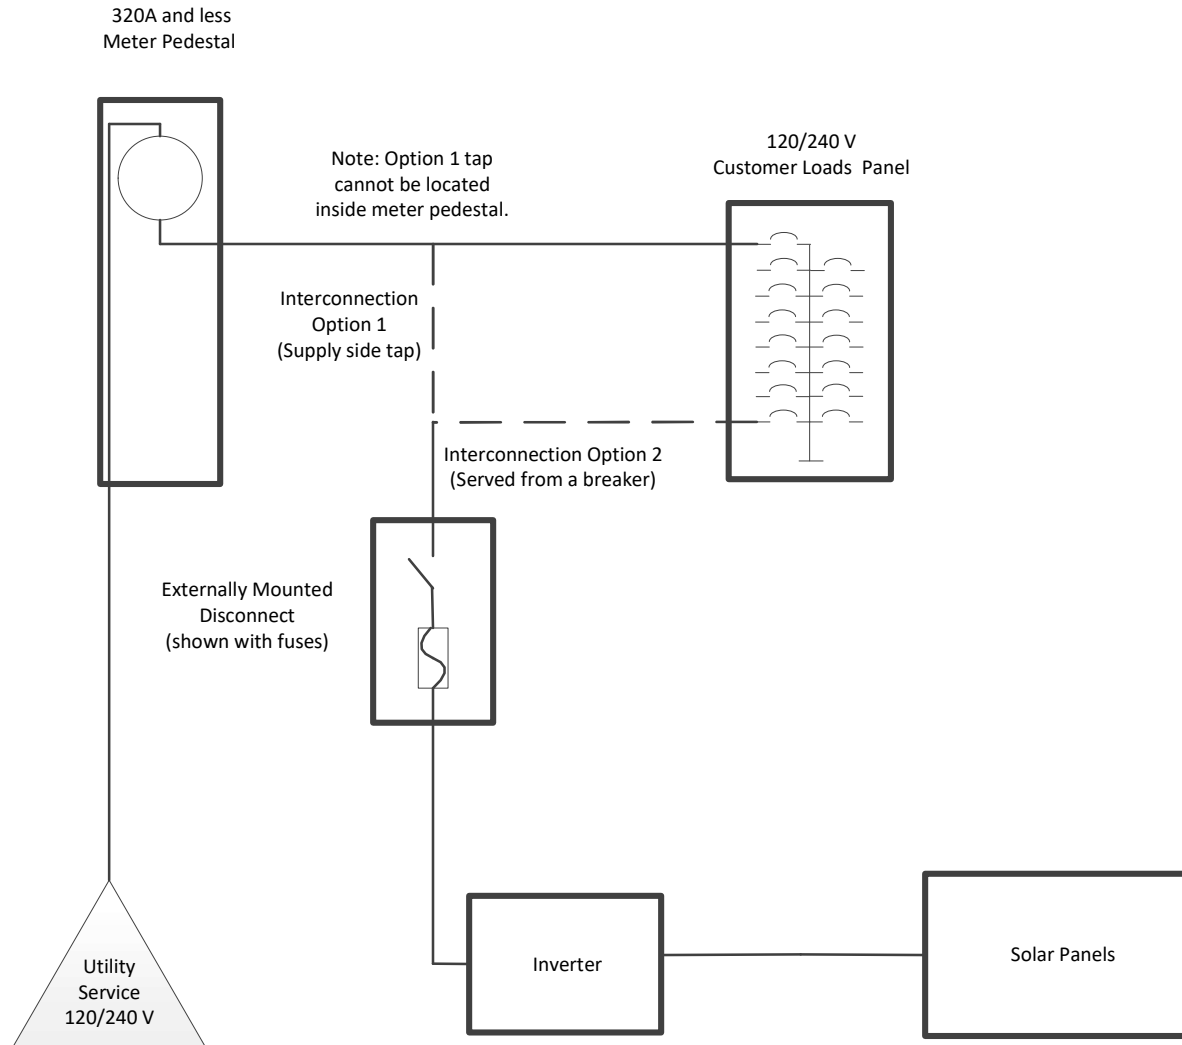 320A and less
Meter Pedestal
120/240 V
Customer Loads  Panel
Note: Option 1 tap
cannot be located
inside meter pedestal.
Interconnection
Option 1
(Supply side tap)
Interconnection Option 2
(Served from a breaker)
Externally Mounted
Disconnect
(shown with fuses)
Inverter
Solar Panels
Utility
Service
120/240 V